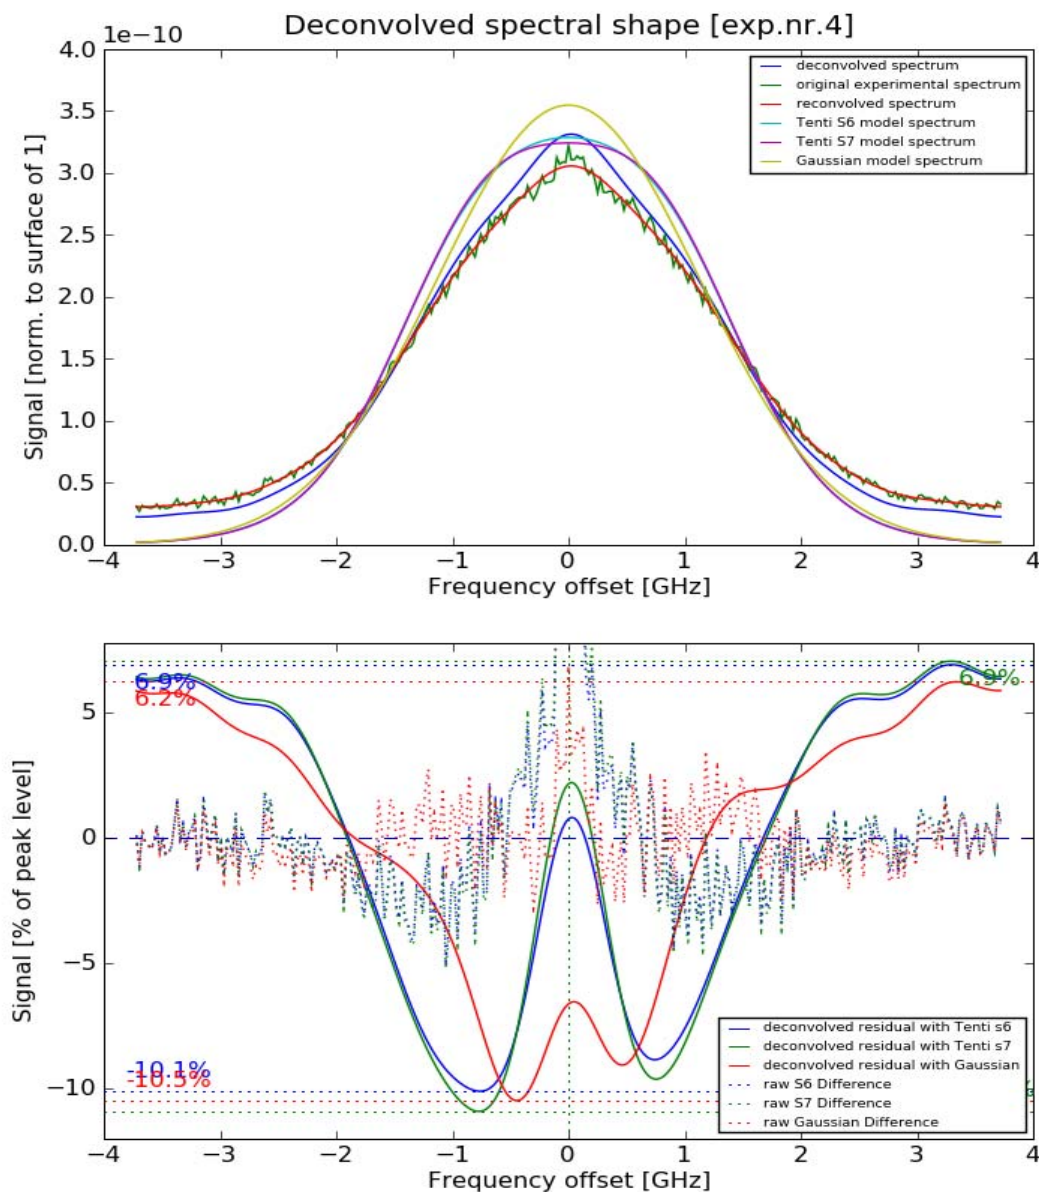 Deconvolved spectral shape [exp.nr.4]
1e−10
4.0
3.5
3.0
2.5
2.0
1.5
1.0
0.5
0.0
Signal [norm. to surface of 1]
deconvolved spectrum
original experimental spectrum
reconvolved spectrum
Tenti S6 model spectrum
Tenti S7 model spectrum
Gaussian model spectrum
−4 −3 −2 −1 0 1 2 3 4
Frequency offset [GHz]
6.9%
6.2%
6.9%
5
0
−5
−10
Signal [% of peak level]
-10.1%
-10.5%
deconvolved residual with Tenti s6
deconvolved residual with Tenti s7
deconvolved residual with Gaussian
raw S6 Difference
raw S7 Difference
raw Gaussian Difference
−4 −3 −2 −1 0 1 2 3 4
Frequency offset [GHz]